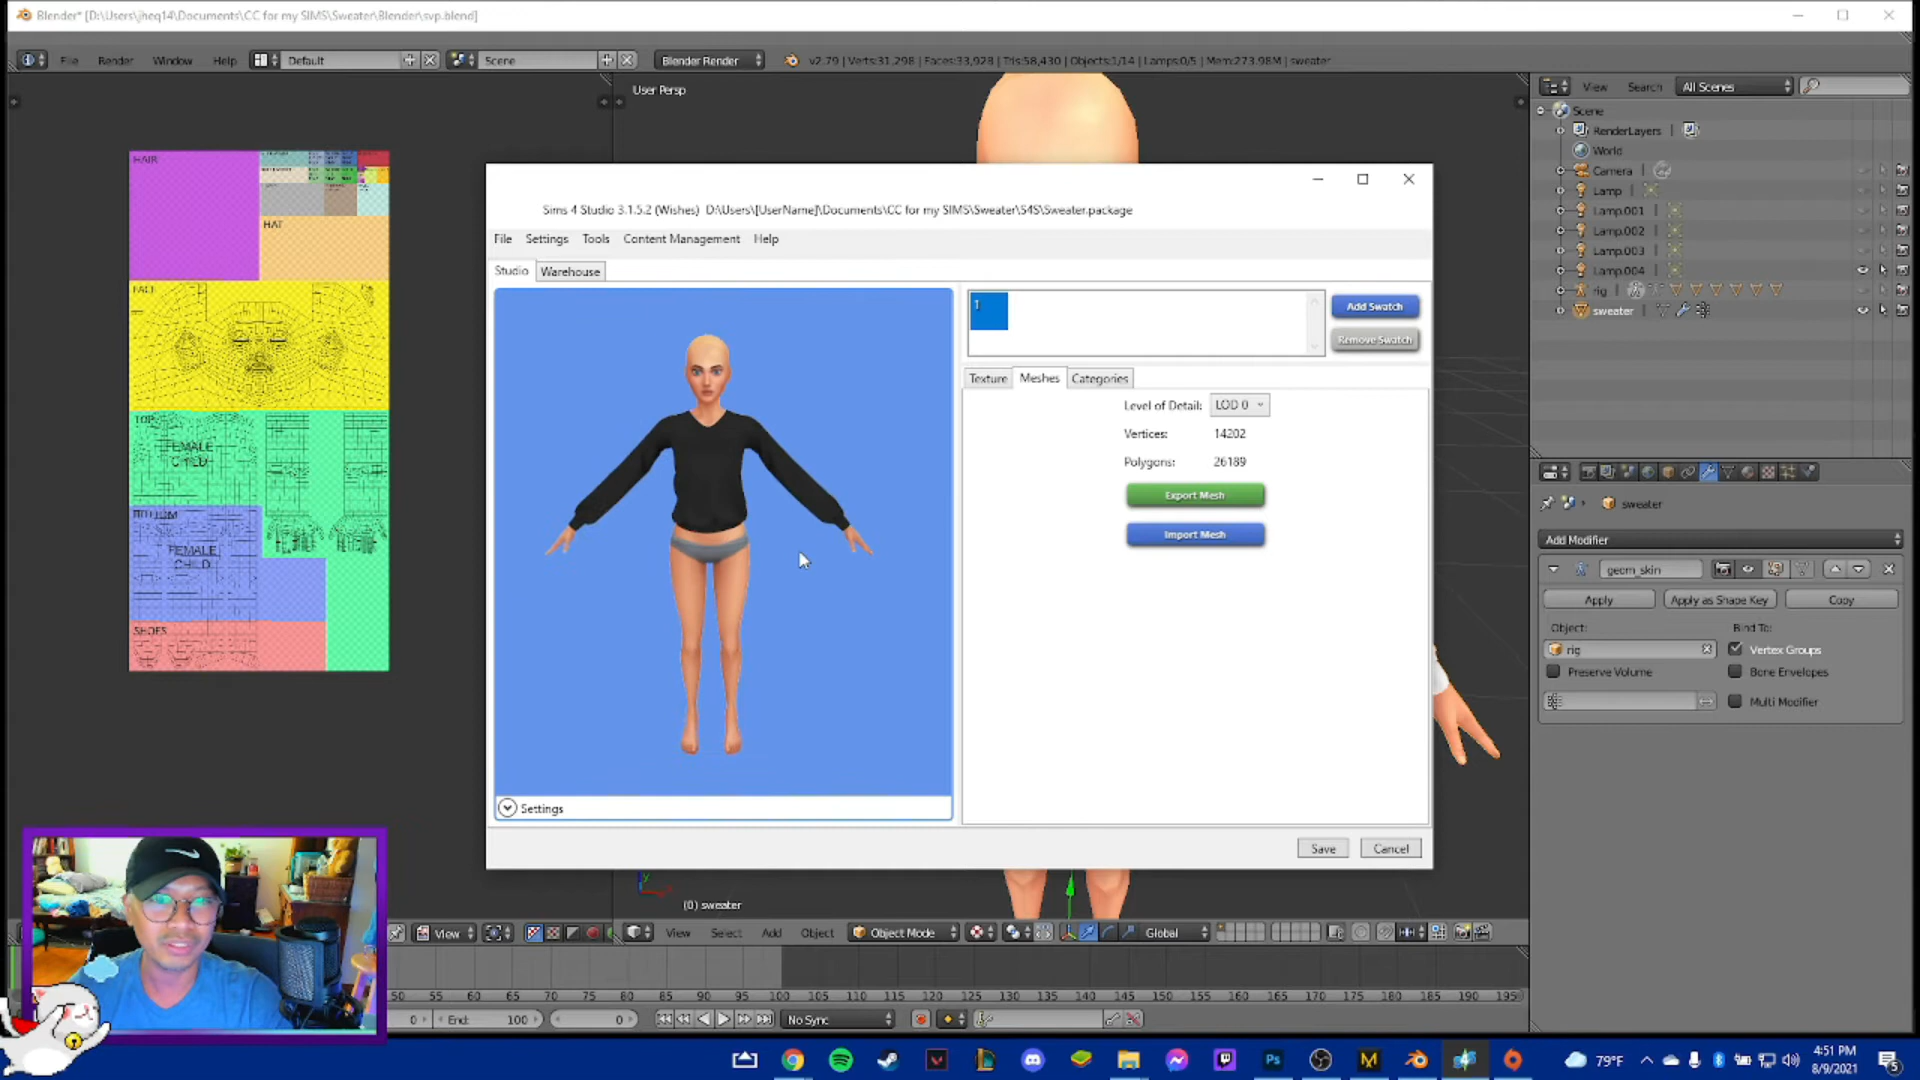 Blender* [D:\Users\jheq14\Documents\CC for my SIMS\Sweater\Blender\svp.blend]
File Render Window Help Default Scene Blender Render v2.79 | Verts:31,298 | Faces:33,928 | Tris:58,430 | Objects:1/14 | Lamps:0/5 | Mem:273.98M | sweater
User Persp
View Search All Scenes
Scene
RenderLayers
World
Camera
Lamp
Lamp.001
Lamp.002
Lamp.003
Lamp.004
rig
sweater
HAIR
HAT
FACE
TOP
FEMALE
CHILD
BOTTOM
FEMALE
CHILD
SHOES
Sims 4 Studio 3.1.5.2 (Wishes) D:\Users\[UserName]\Documents\CC for my SIMS\Sweater\S4S\Sweater.package
File Settings Tools Content Management Help
Studio Warehouse
1
Add Swatch
Remove Swatch
Texture Meshes Categories
Level of Detail: LOD 0
Vertices: 14202
Polygons: 26189
Export Mesh
Import Mesh
Settings
Save Cancel
sweater
Add Modifier
geom_skin
Apply Apply as Shape Key Copy
Object: Bind To:
rig Vertex Groups
Preserve Volume Bone Envelopes
Multi Modifier
(0) sweater
View View Select Add Object Object Mode Global
50 55 60 65 70 75 80 85 90 95 100 105 110 115 120 125 130 135 140 145 150 155 160 165 170 175 180 185 190 195
0 End: 100 0 No Sync
79°F
4:51 PM
8/9/2021
5